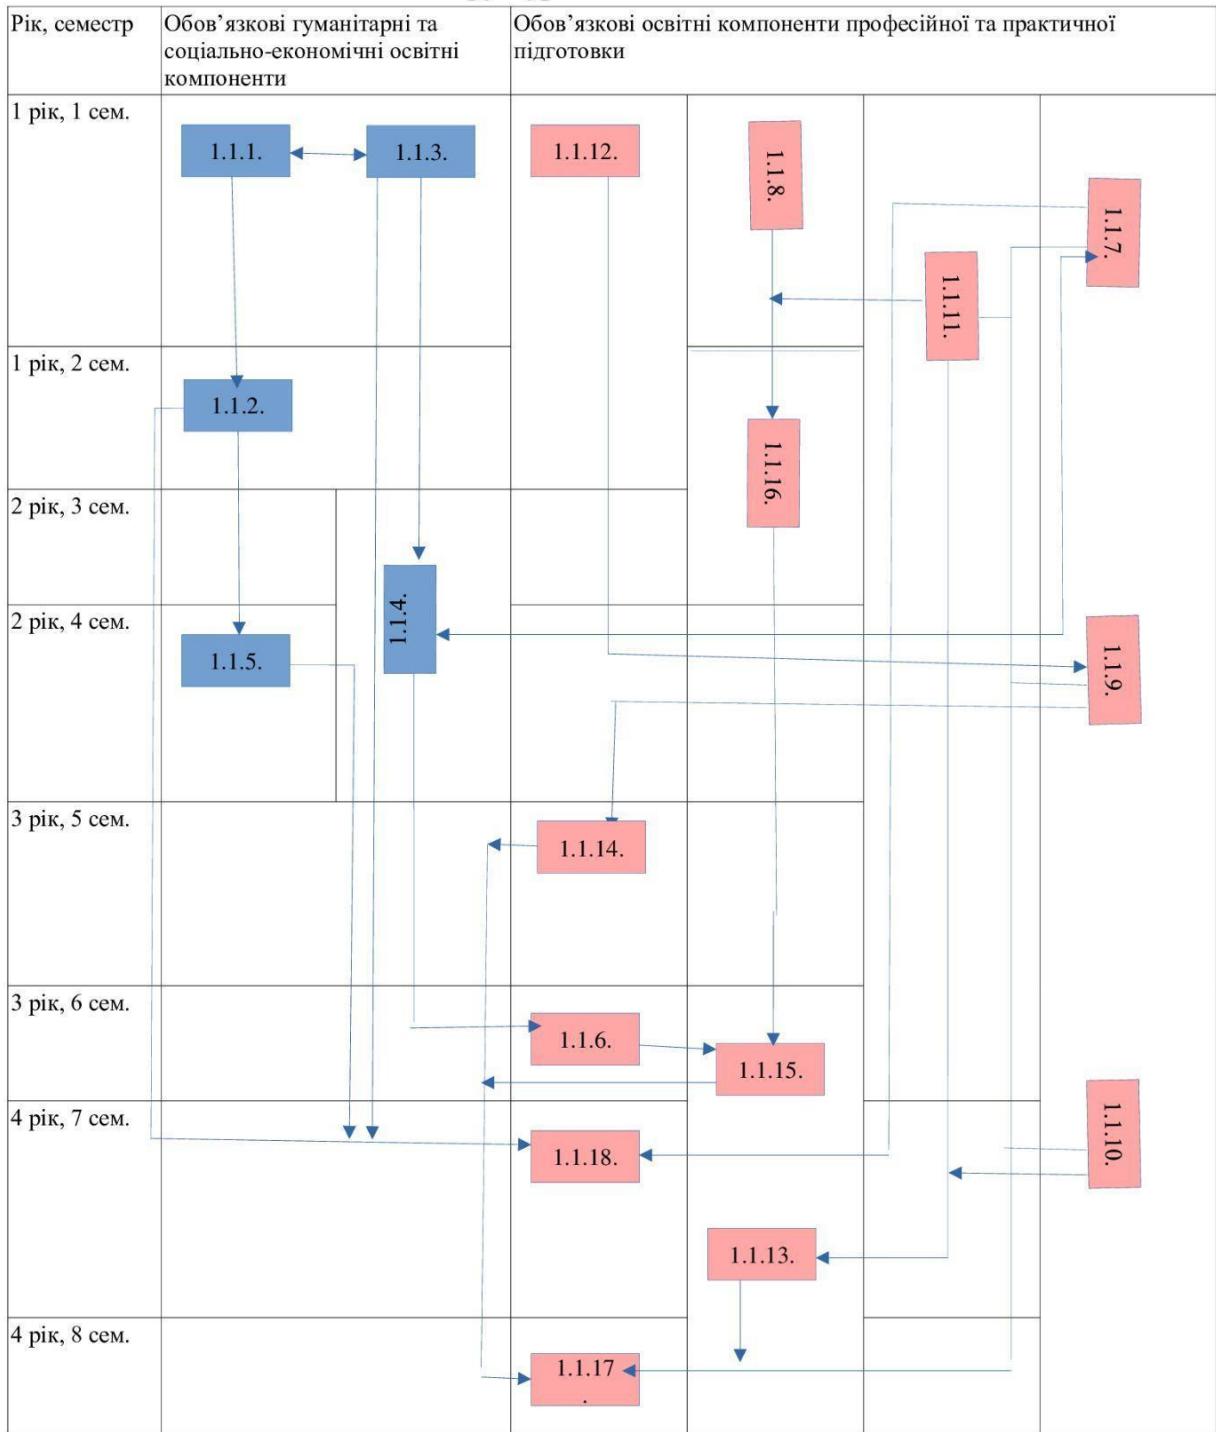 Рік, семестр
Обов’язкові гуманітарні та
соціально-економічні освітні
компоненти
Обов’язкові освітні компоненти професійної та практичної
підготовки
1 рік, 1 сем.
1.1.1.
1.1.3.
1.1.12.
1.1.8.
1.1.7.
1.1.11.
1 рік, 2 сем.
1.1.2.
1.1.16.
2 рік, 3 сем.
1.1.4.
2 рік, 4 сем.
1.1.5.
1.1.9.
3 рік, 5 сем.
1.1.14.
3 рік, 6 сем.
1.1.6.
1.1.15.
4 рік, 7 сем.
1.1.10.
1.1.18.
1.1.13.
4 рік, 8 сем.
1.1.17
.